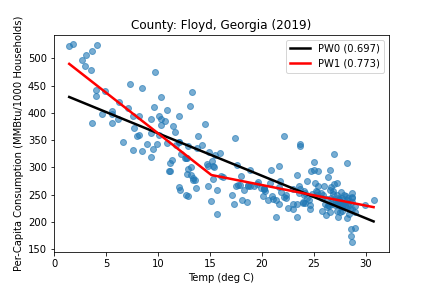 County: Floyd, Georgia (2019)
Per-Capita Consumption (MMBtu/1000 Households)
500
450
400
350
300
250
200
150
PW0 (0.697)
PW1 (0.773)
0 5 10 15 20 25 30
Temp (deg C)